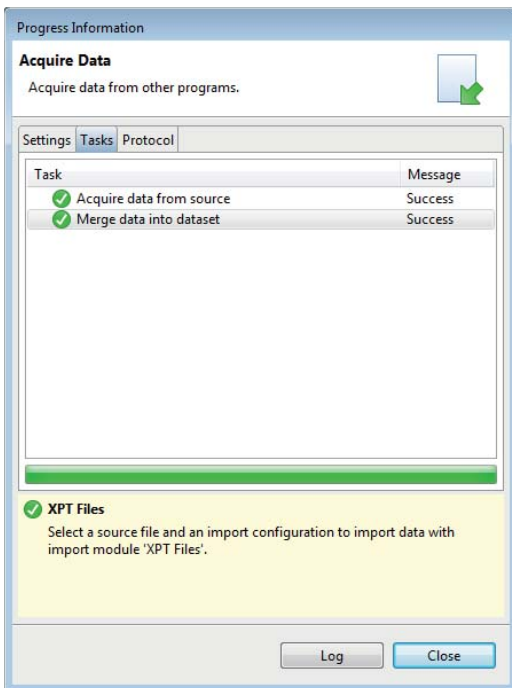 Progress Information
Acquire Data
Acquire data from other programs.
Settings Tasks Protocol
Task Message
Acquire data from source Success
Merge data into dataset Success
XPT Files
Select a source file and an import configuration to import data with
import module 'XPT Files'.
Log Close